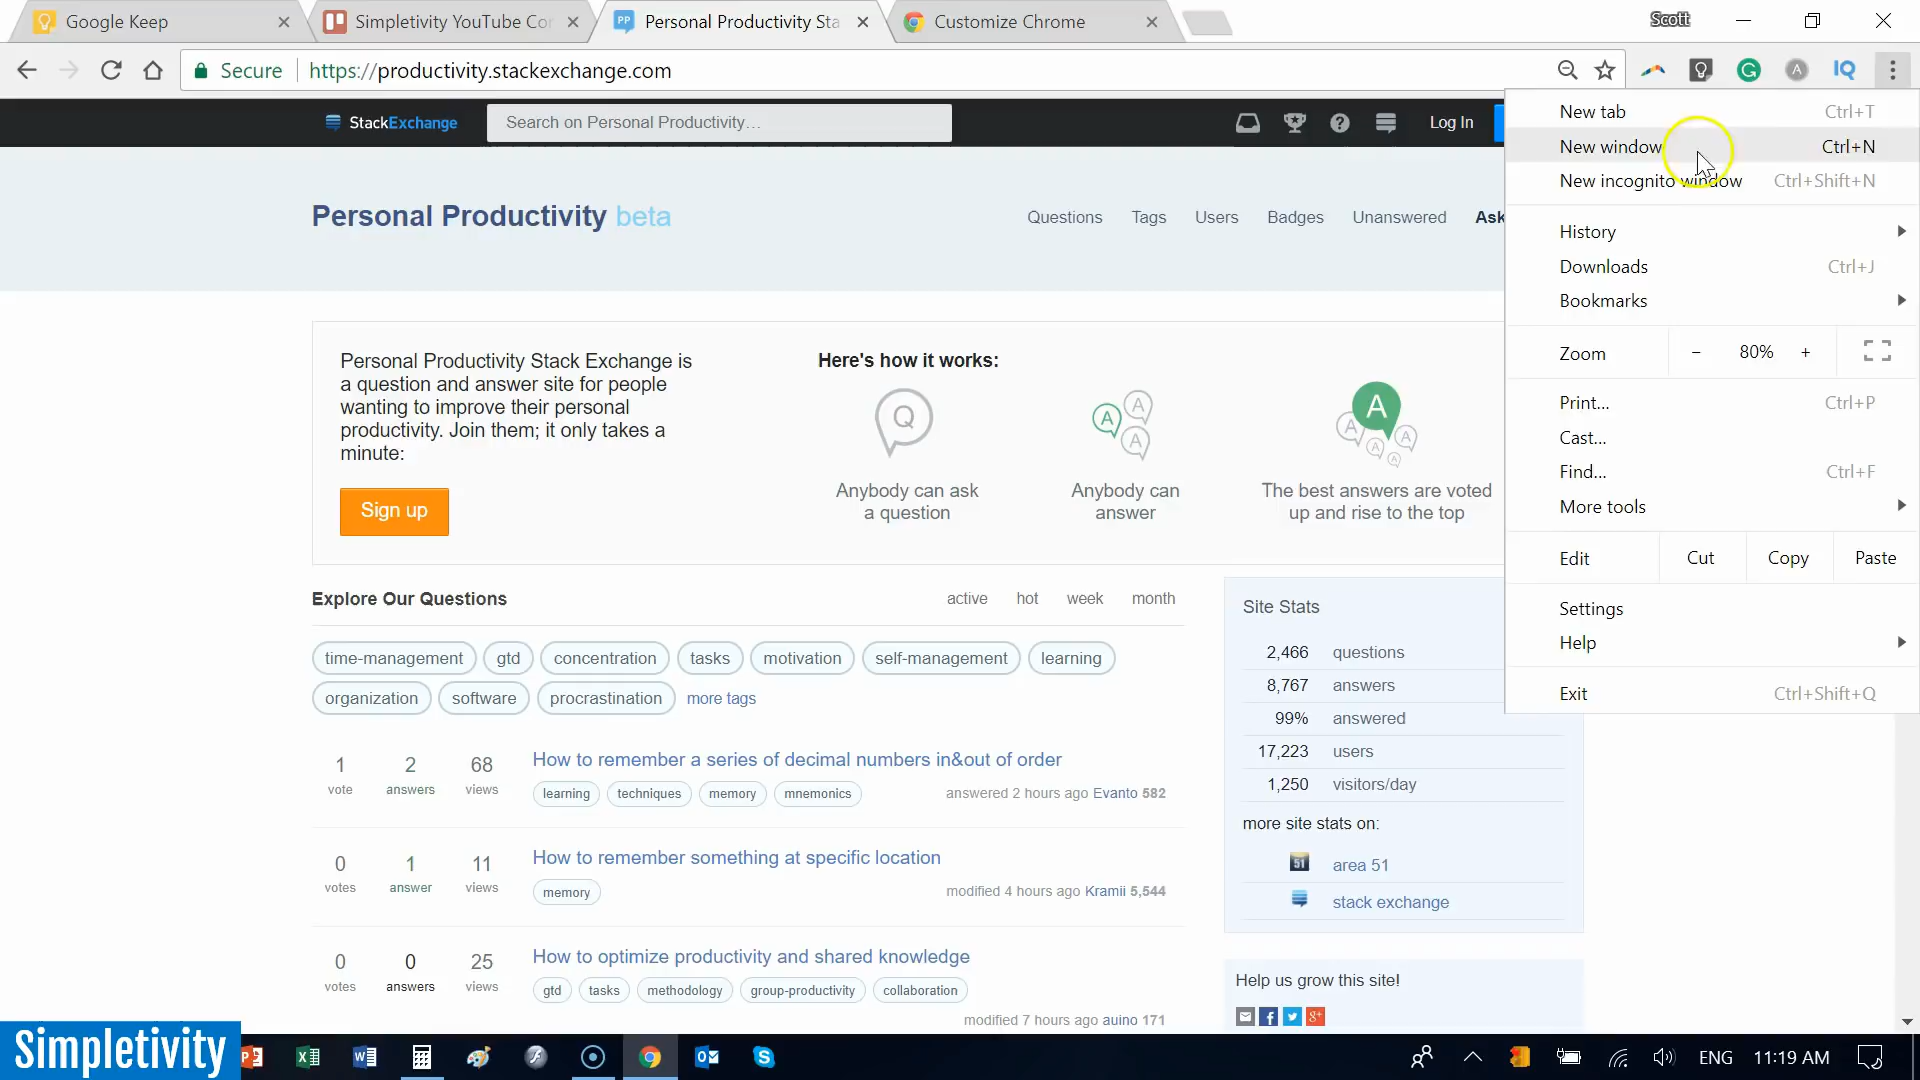 Google Keep
Simpletivity YouTube Co
Personal Productivity Sta
Customize Chrome
Scott
Secure
https://productivity.stackexchange.com
IQ
StackExchange
Search on Personal Productivity...
Log In
Personal Productivity beta
Questions
Tags
Users
Badges
Unanswered
Ask
Personal Productivity Stack Exchange is
a question and answer site for people
wanting to improve their personal
productivity. Join them; it only takes a
minute:
Sign up
Here's how it works:
Q
A
A
A
A
A
A
A
A
Anybody can ask
a question
Anybody can
answer
The best answers are voted
up and rise to the top
Explore Our Questions
active
hot
week
month
time-management
gtd
concentration
tasks
motivation
self-management
learning
organization
software
procrastination
more tags
1
vote
2
answers
68
views
How to remember a series of decimal numbers in&out of order
learning
techniques
memory
mnemonics
answered 2 hours ago Evanto 582
0
votes
1
answer
11
views
How to remember something at specific location
memory
modified 4 hours ago Kramii 5,544
0
votes
0
answers
25
views
How to optimize productivity and shared knowledge
gtd
tasks
methodology
group-productivity
collaboration
modified 7 hours ago auino 171
Site Stats
2,466 questions
8,767 answers
99% answered
17,223 users
1,250 visitors/day
more site stats on:
51
area 51
stack exchange
Help us grow this site!
New tab Ctrl+T
New window Ctrl+N
New incognito window Ctrl+Shift+N
History
Downloads Ctrl+J
Bookmarks
Zoom - 80% +
Print... Ctrl+P
Cast...
Find... Ctrl+F
More tools
Edit Cut Copy Paste
Settings
Help
Exit Ctrl+Shift+Q
Simpletivity
ENG
11:19 AM